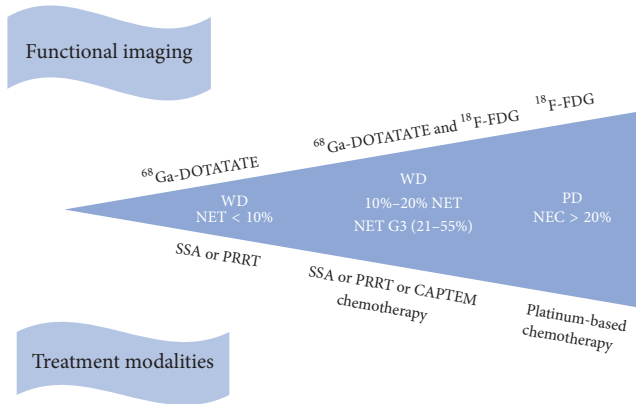 Functional imaging
⁶⁸Ga-DOTATATE
⁶⁸Ga-DOTATATE and ¹⁸F-FDG
¹⁸F-FDG
WD
NET < 10%
WD
10%–20% NET
NET G3 (21–55%)
PD
NEC > 20%
SSA or PRRT
SSA or PRRT or CAPTEM
chemotherapy
Platinum-based
chemotherapy
Treatment modalities